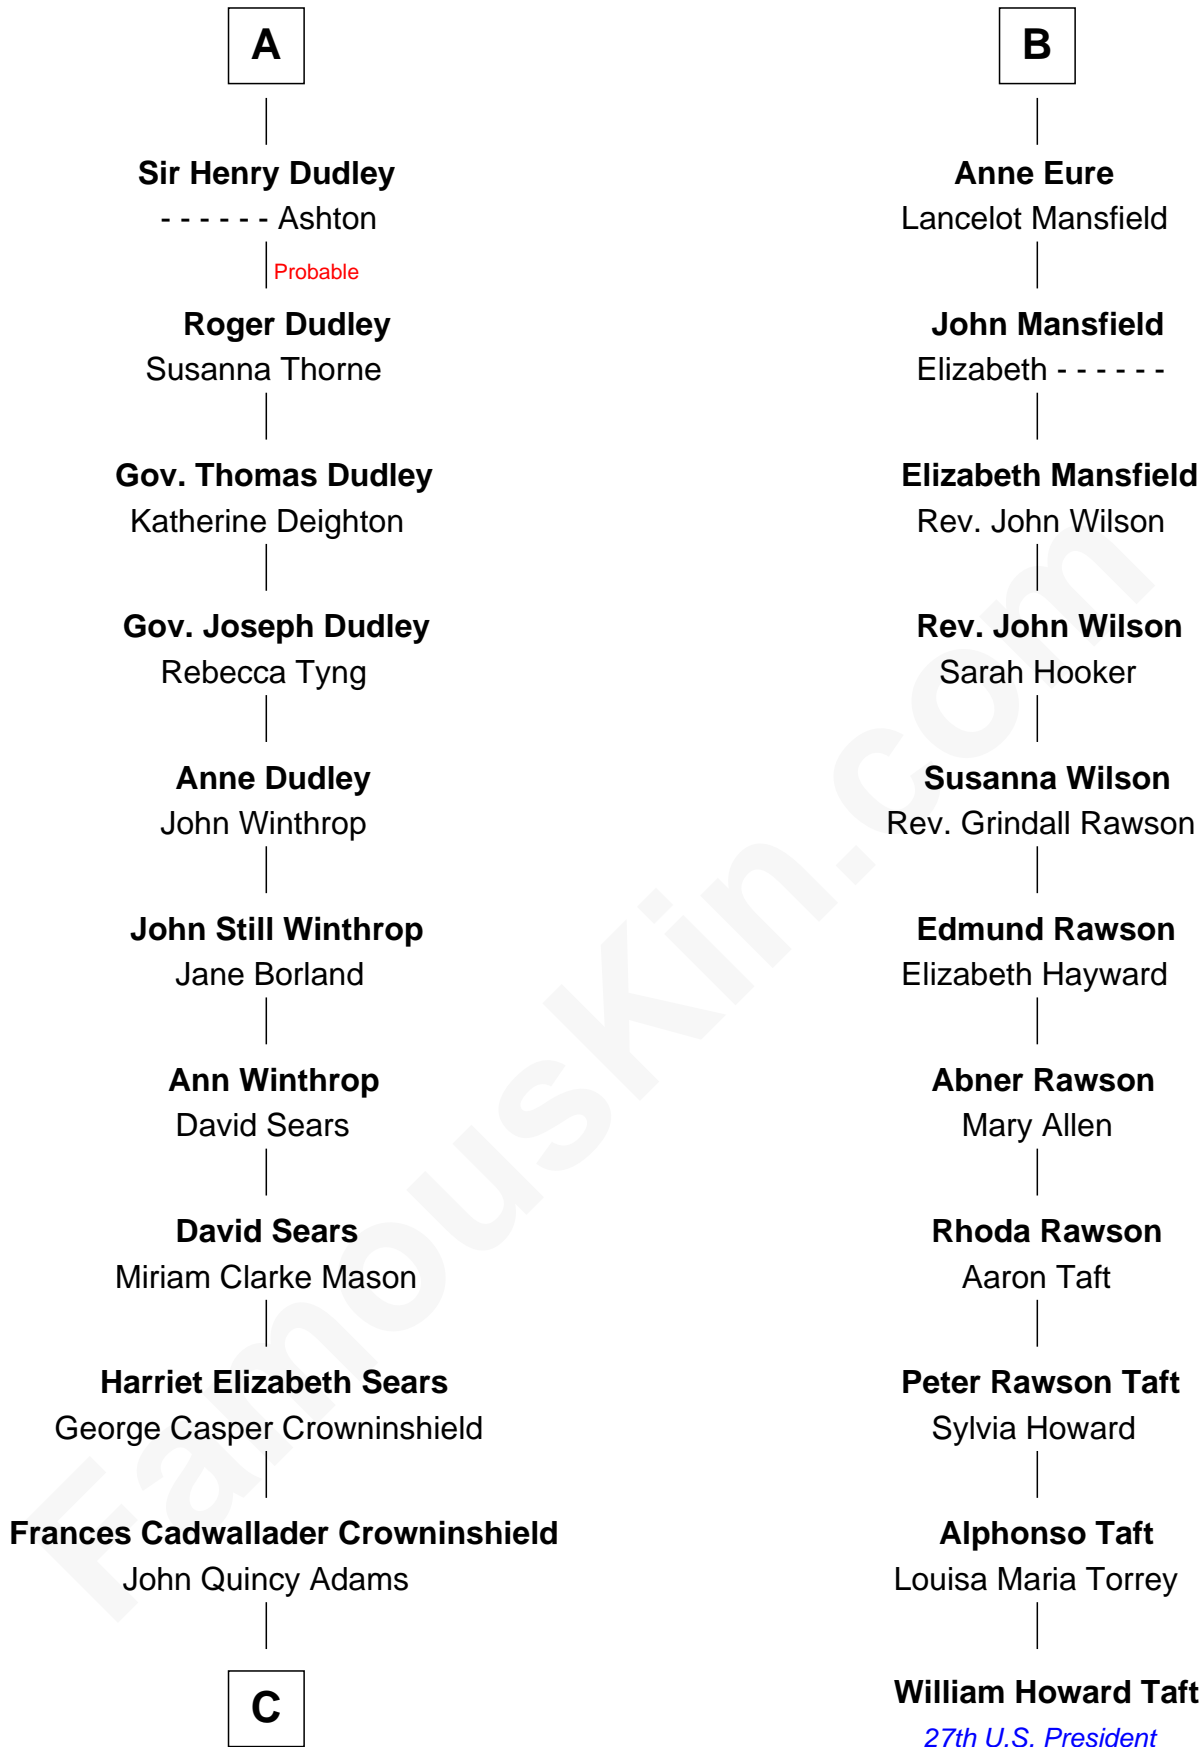 A
Sir Henry Dudley
- - - - - - Ashton
Probable
Roger Dudley
Susanna Thorne
Gov. Thomas Dudley
Katherine Deighton
Gov. Joseph Dudley
Rebecca Tyng
Anne Dudley
John Winthrop
John Still Winthrop
Jane Borland
Ann Winthrop
David Sears
David Sears
Miriam Clarke Mason
Harriet Elizabeth Sears
George Casper Crowninshield
Frances Cadwallader Crowninshield
John Quincy Adams
C
B
Anne Eure
Lancelot Mansfield
John Mansfield
Elizabeth - - - - - -
Elizabeth Mansfield
Rev. John Wilson
Rev. John Wilson
Sarah Hooker
Susanna Wilson
Rev. Grindall Rawson
Edmund Rawson
Elizabeth Hayward
Abner Rawson
Mary Allen
Rhoda Rawson
Aaron Taft
Peter Rawson Taft
Sylvia Howard
Alphonso Taft
Louisa Maria Torrey
William Howard Taft
27th U.S. President
FamousKin.com